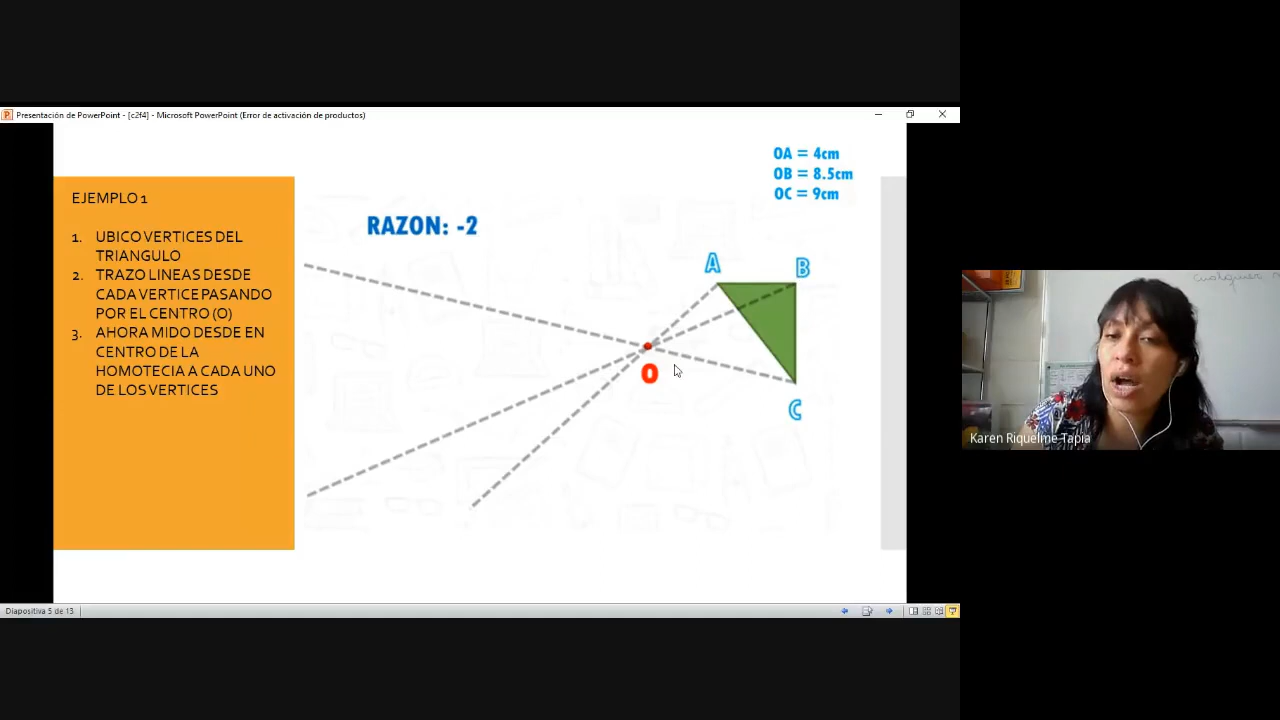 Presentación de PowerPoint - [c2f4] - Microsoft PowerPoint (Error de activación de productos)
OA = 4cm
OB = 8.5cm
OC = 9cm
EJEMPLO 1
1. UBICO VERTICES DEL
TRIANGULO
2. TRAZO LINEAS DESDE
CADA VERTICE PASANDO
POR EL CENTRO (O)
3. AHORA MIDO DESDE EN
CENTRO DE LA
HOMOTECIA A CADA UNO
DE LOS VERTICES
RAZON: -2
A
B
O
C
cualquier
Karen Riquelme Tapia
Diapositiva 5 de 13